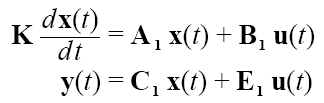 K dx(t)/dt = A₁ x(t) + B₁ u(t)
y(t) = C₁ x(t) + E₁ u(t)